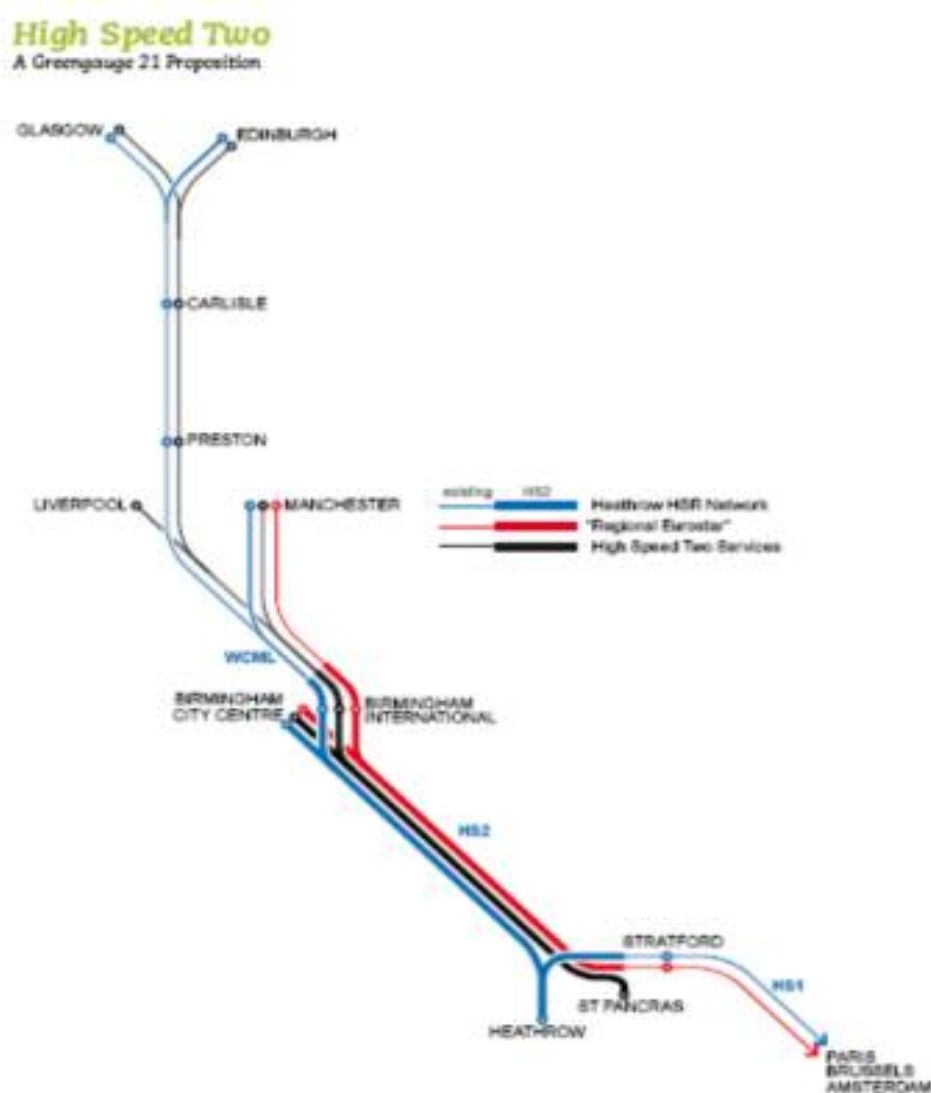 High Speed Two
A Greengauge 21 Proposition
GLASGOW
EDINBURGH
CARLISLE
PRESTON
LIVERPOOL
MANCHESTER
existing HS2
Heathrow HSR Network
"Regional Eurostar"
High Speed Two Services
WCML
BIRMINGHAM
CITY CENTRE
BIRMINGHAM
INTERNATIONAL
HS2
STRATFORD
HS1
ST PANCRAS
HEATHROW
PARIS
BRUSSELS
AMSTERDAM